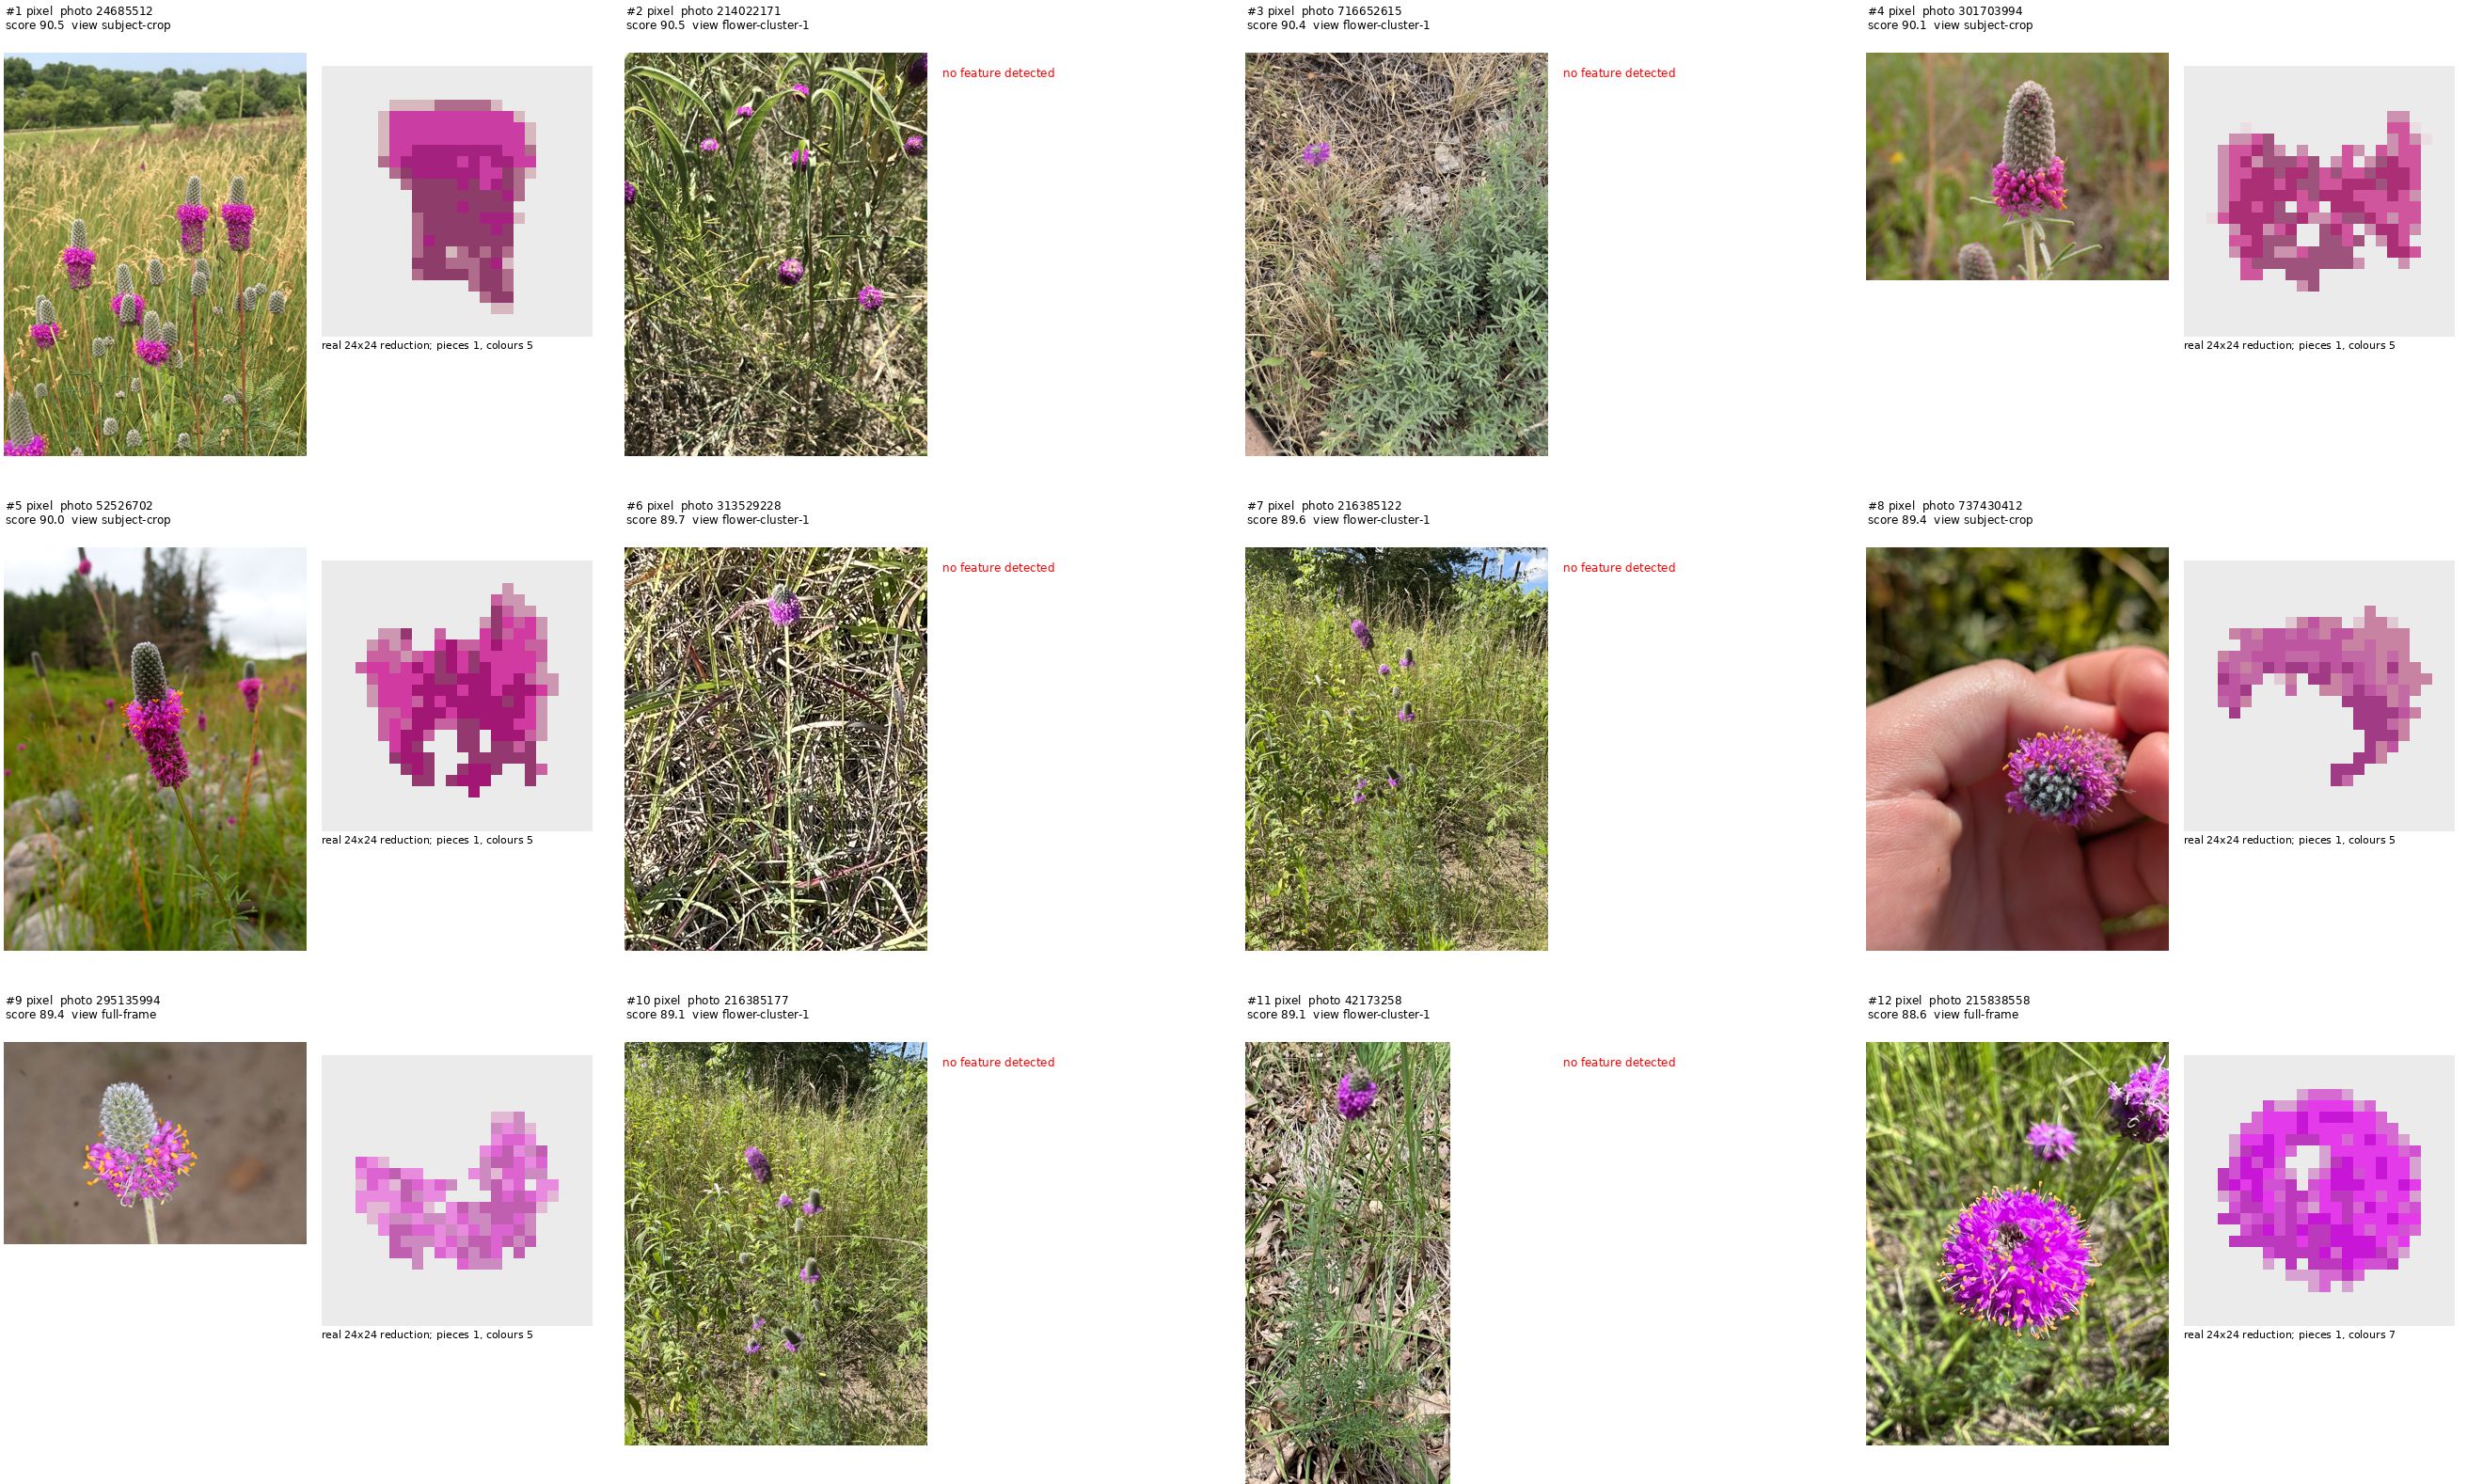 #1 pixel  photo 24685512
score 90.5  view subject-crop
real 24x24 reduction; pieces 1, colours 5
#2 pixel  photo 214022171
score 90.5  view flower-cluster-1
no feature detected
#3 pixel  photo 716652615
score 90.4  view flower-cluster-1
no feature detected
#4 pixel  photo 301703994
score 90.1  view subject-crop
real 24x24 reduction; pieces 1, colours 5
#5 pixel  photo 52526702
score 90.0  view subject-crop
real 24x24 reduction; pieces 1, colours 5
#6 pixel  photo 313529228
score 89.7  view flower-cluster-1
no feature detected
#7 pixel  photo 216385122
score 89.6  view flower-cluster-1
no feature detected
#8 pixel  photo 737430412
score 89.4  view subject-crop
real 24x24 reduction; pieces 1, colours 5
#9 pixel  photo 295135994
score 89.4  view full-frame
real 24x24 reduction; pieces 1, colours 5
#10 pixel  photo 216385177
score 89.1  view flower-cluster-1
no feature detected
#11 pixel  photo 42173258
score 89.1  view flower-cluster-1
no feature detected
#12 pixel  photo 215838558
score 88.6  view full-frame
real 24x24 reduction; pieces 1, colours 7